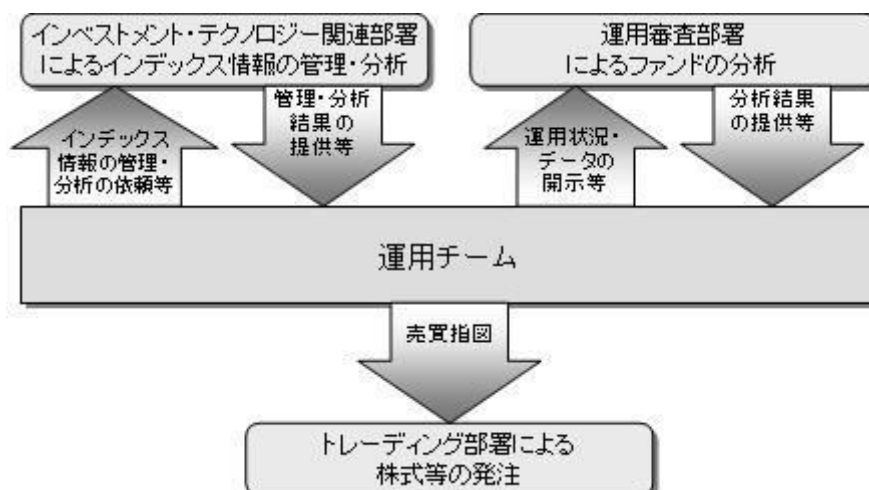 インベストメント・テクノロジー関連部署
によるインデックス情報の管理・分析
運用審査部署
によるファンドの分析
インデックス
情報の管理・
分析の依頼等
管理・分析
結果の
提供等
運用状況・
データの
開示等
分析結果
の提供等
運用チーム
売買指図
トレーディング部署による
株式等の発注